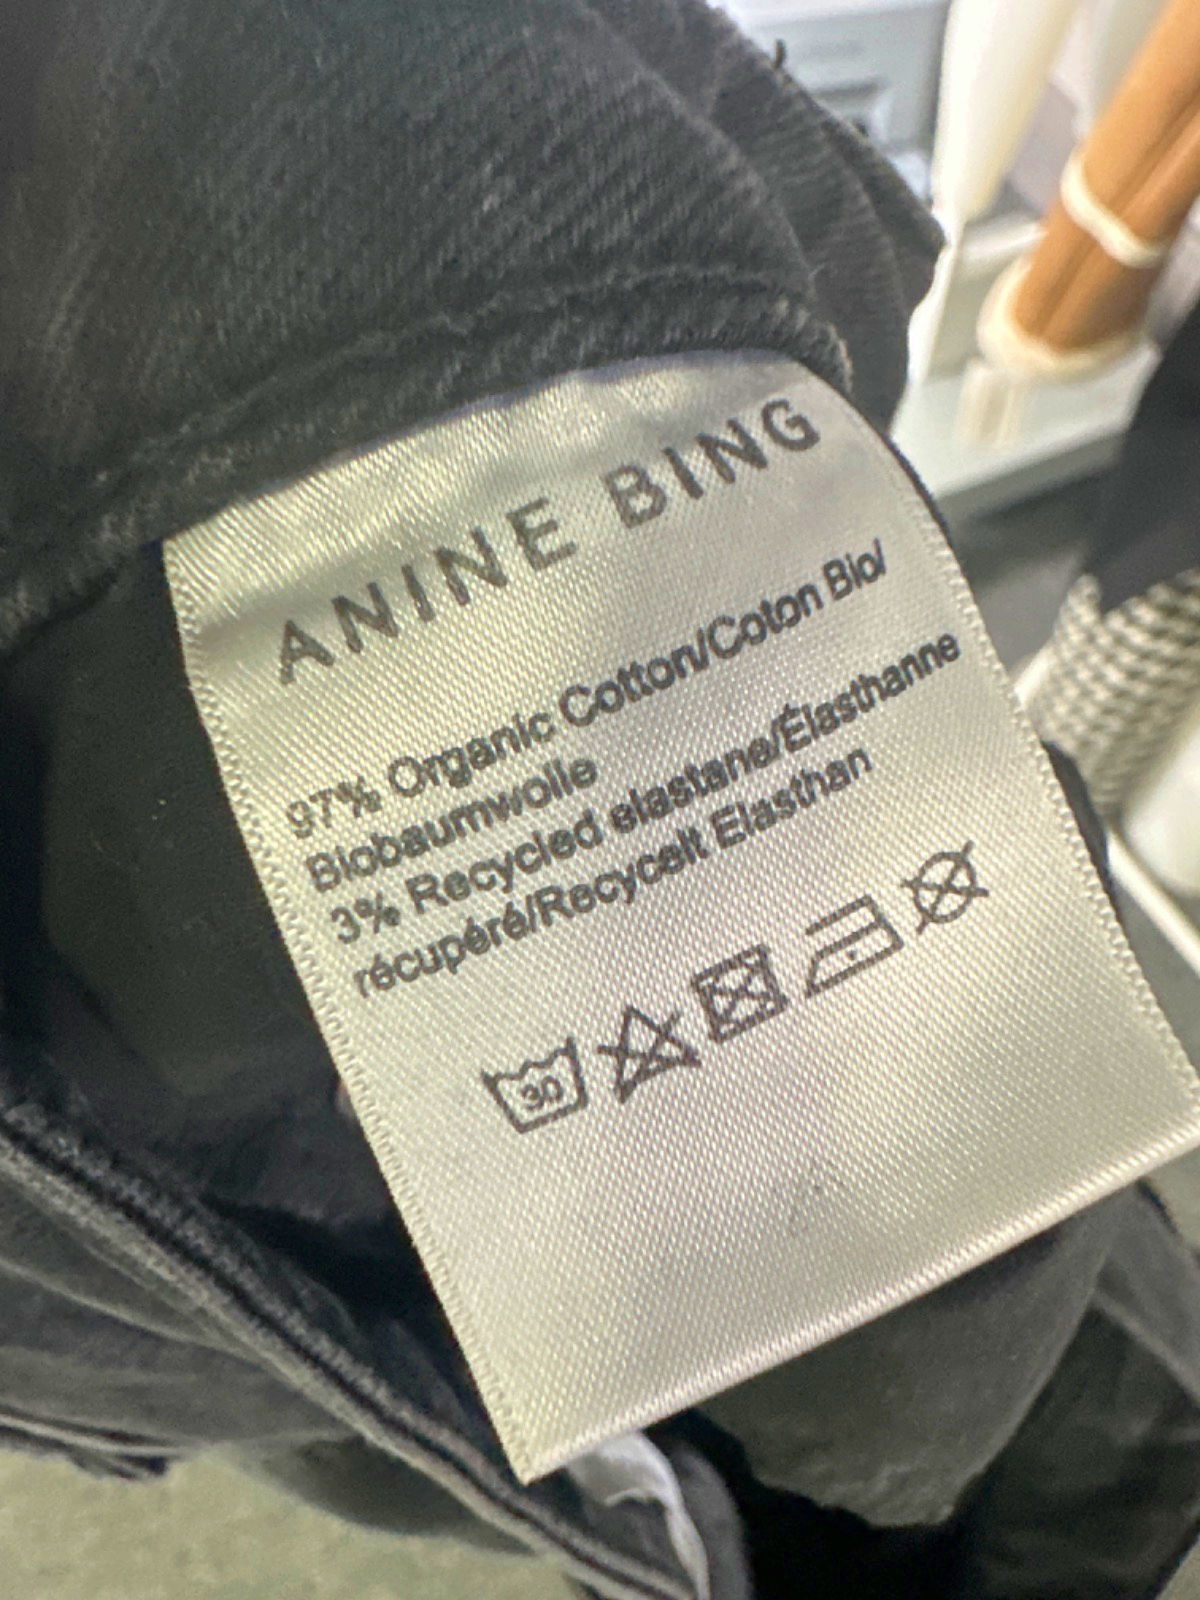 ANINE BING
97% Organic Cotton/Coton Bio/
Biobaumwolle
3% Recycled elastane/Élasthanne
récupéré/Recycelt Elasthan
30